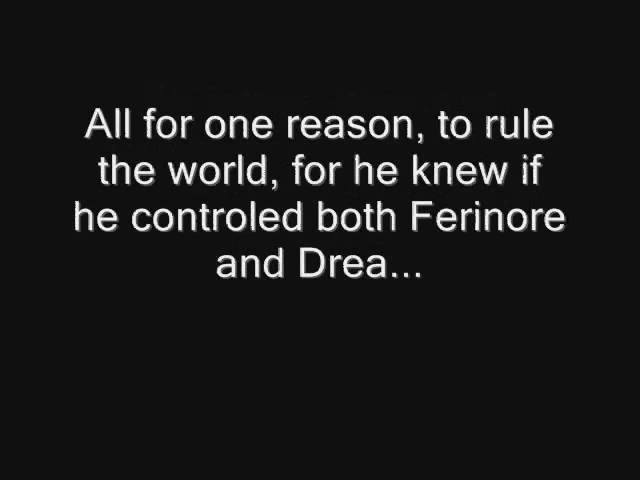 All for one reason, to rule
the world, for he knew if
he controled both Ferinore
and Drea...